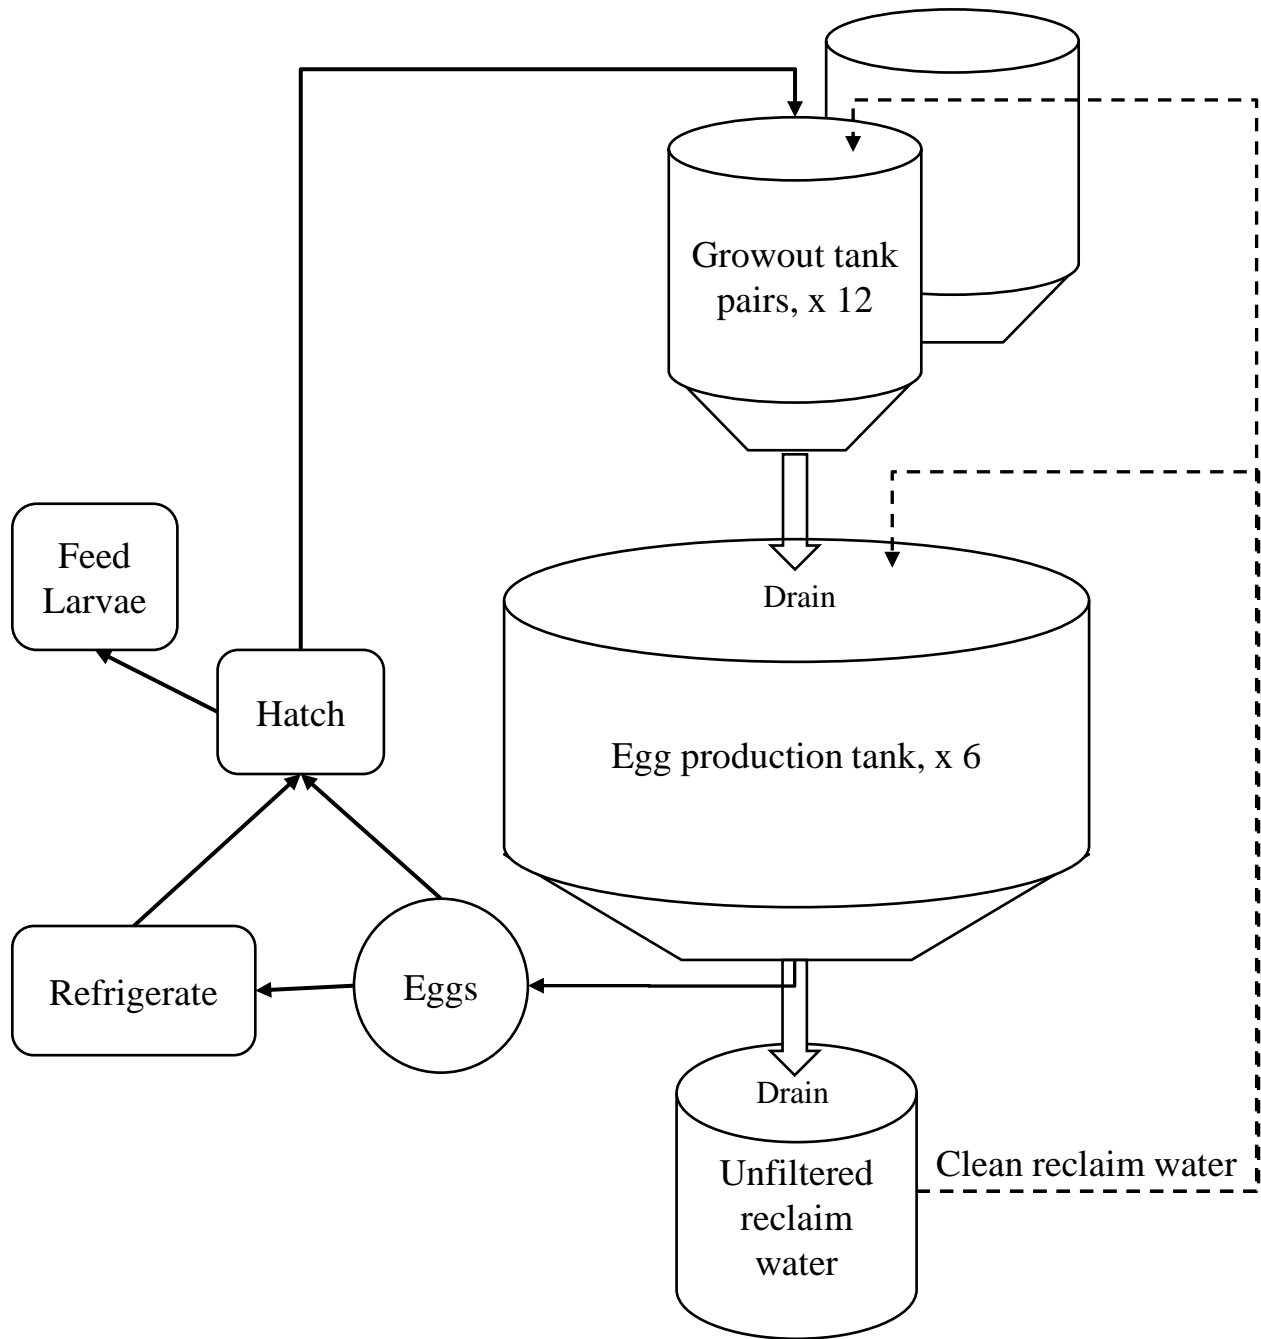 Growout tank
pairs, x 12
Feed
Larvae
Drain
Hatch
Egg production tank, x 6
Refrigerate
Eggs
Drain
Unfiltered
reclaim
water
Clean reclaim water